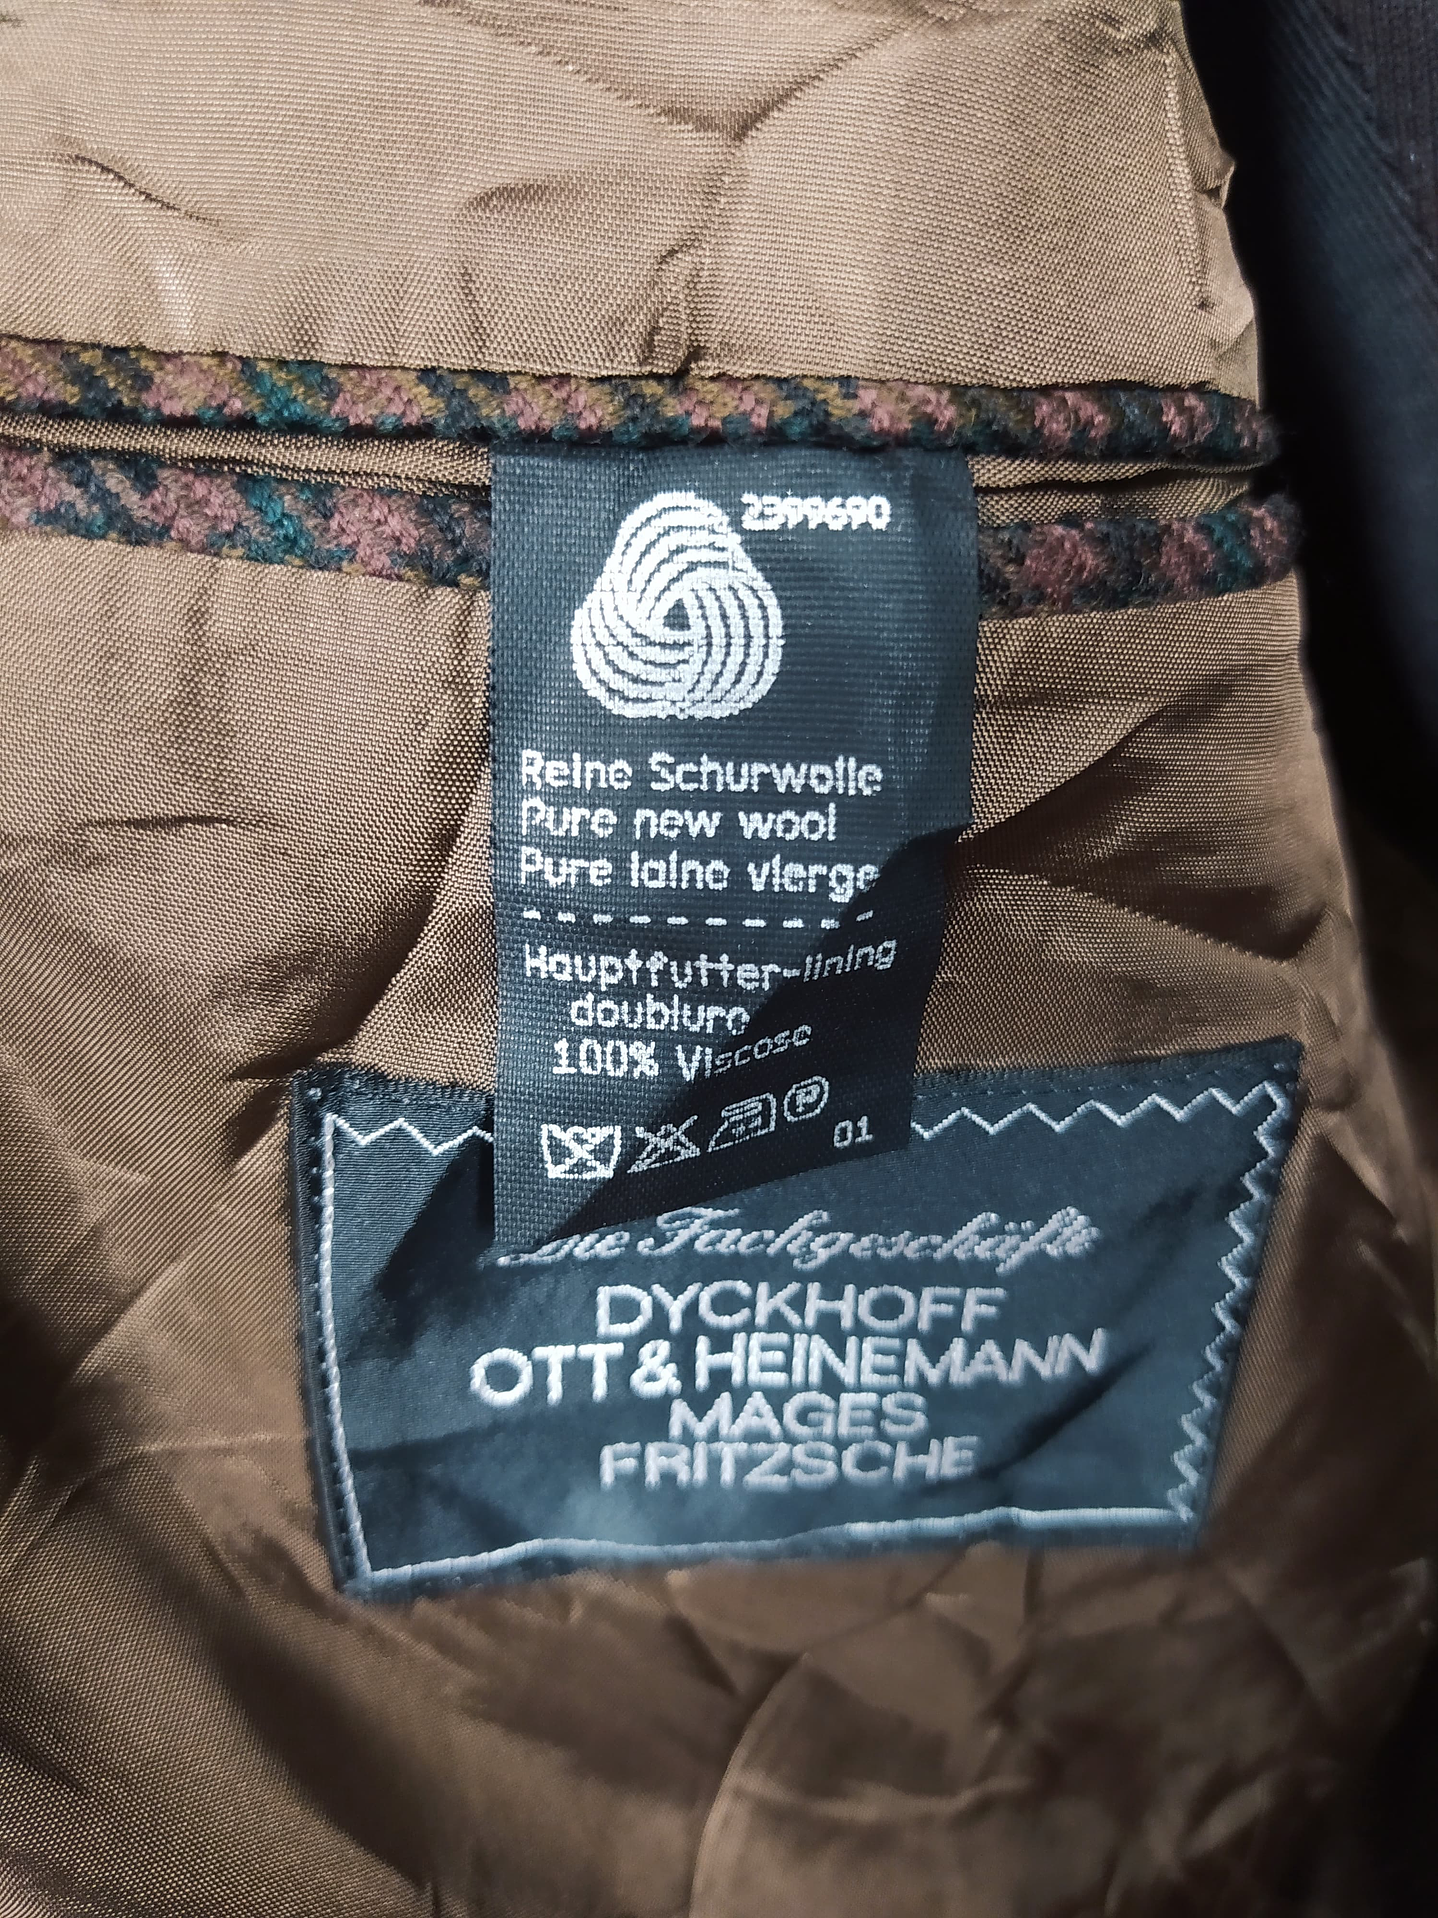 2399690
Reine Schurwolle
Pure new wool
Pure laine vierge
Hauptfutter-lining
doublure
100% Viscose
P
01
Fachgeschäfte
DYCKHOFF
OTT & HEINEMANN
MAGES
FRITZSCHE